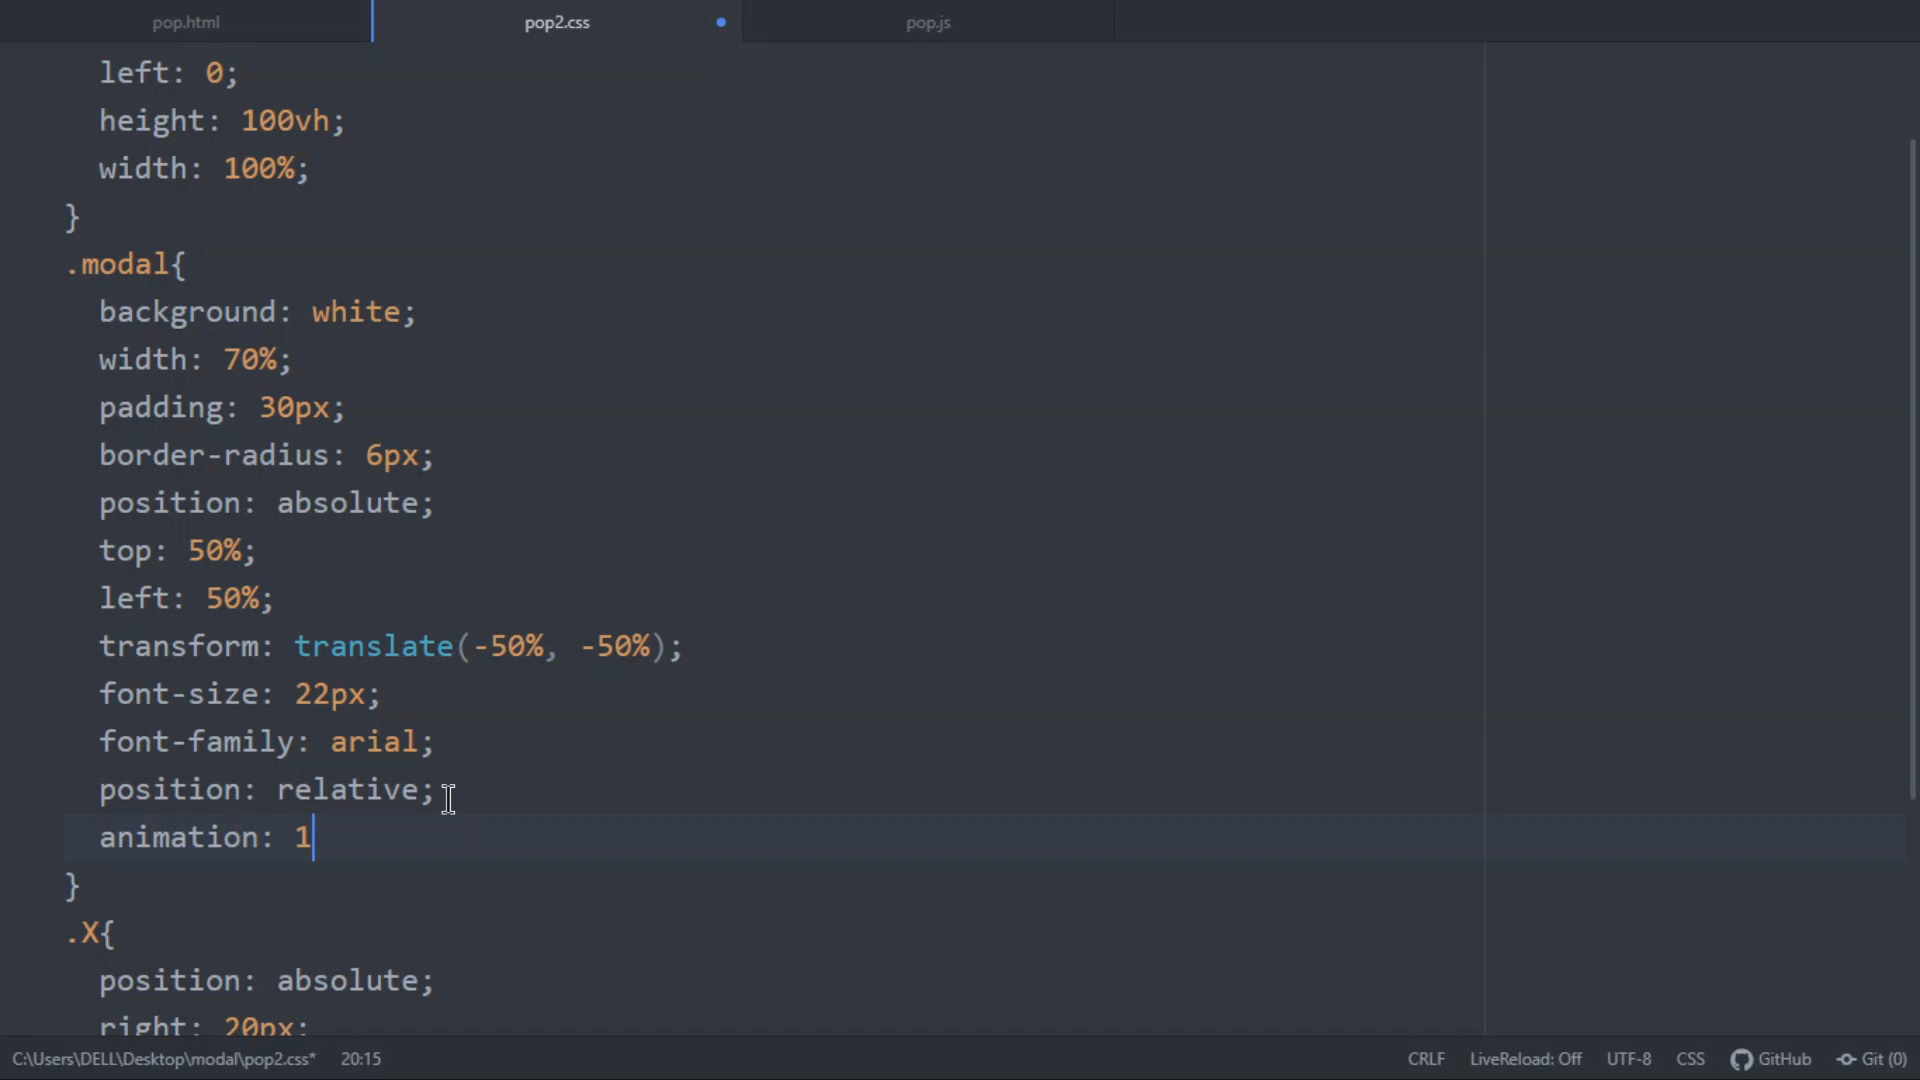 pop.html
pop2.css
pop.js
left: 0;
height: 100vh;
width: 100%;
}
.modal{
background: white;
width: 70%;
padding: 30px;
border-radius: 6px;
position: absolute;
top: 50%;
left: 50%;
transform: translate(-50%, -50%);
font-size: 22px;
font-family: arial;
position: relative;
animation: 1
}
.X{
position: absolute;
right: 20px;
C:\Users\DELL\Desktop\modal\pop2.css* 20:15 CRLF LiveReload: Off UTF-8 CSS GitHub Git (0)